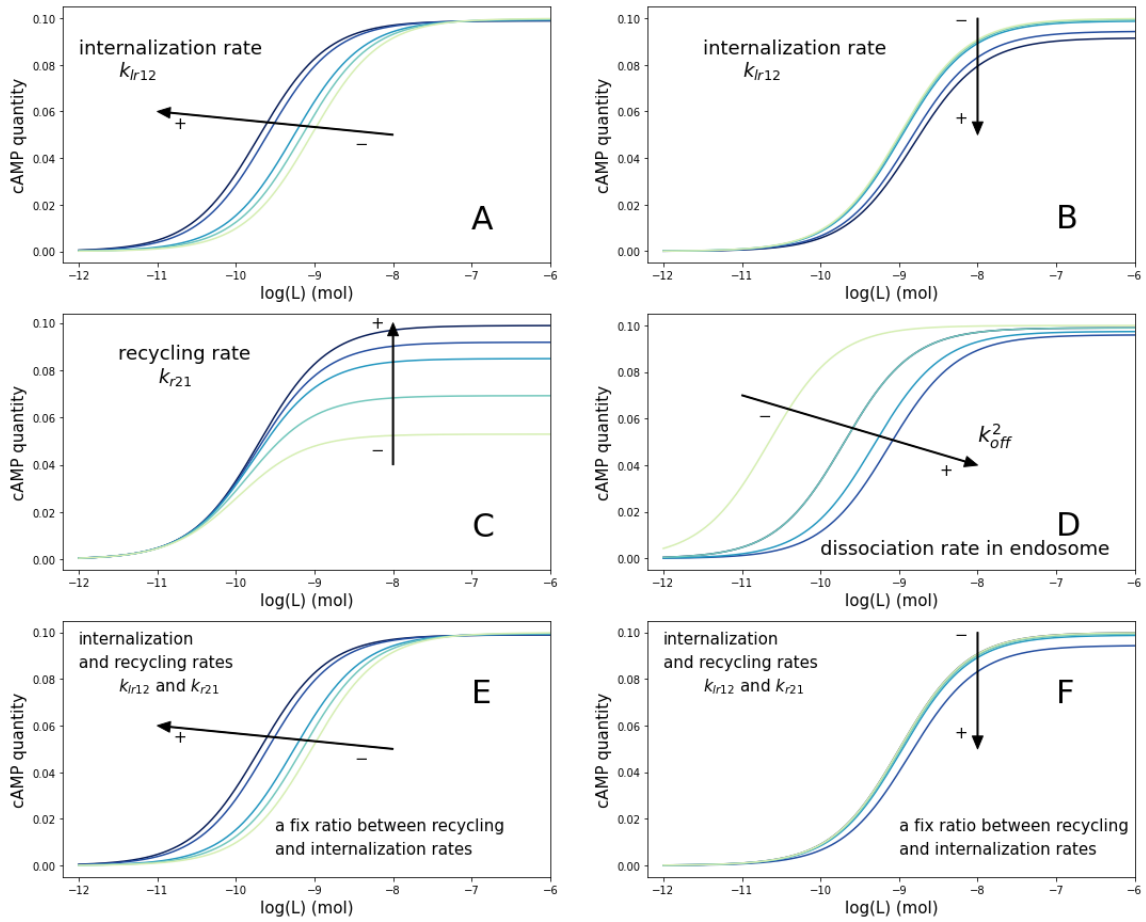 0.10
0.08
0.06
0.04
0.02
0.00
cAMP quantity
internalization rate
k_lr12
+
−
A
−12 −11 −10 −9 −8 −7 −6
log(L) (mol)
0.10
0.08
0.06
0.04
0.02
0.00
cAMP quantity
internalization rate
k_lr12
−
+
B
−12 −11 −10 −9 −8 −7 −6
log(L) (mol)
0.10
0.08
0.06
0.04
0.02
0.00
cAMP quantity
recycling rate
k_r21
+
−
C
−12 −11 −10 −9 −8 −7 −6
log(L) (mol)
0.10
0.08
0.06
0.04
0.02
0.00
cAMP quantity
−
k²_off
+
D
dissociation rate in endosome
−12 −11 −10 −9 −8 −7 −6
log(L) (mol)
0.10
0.08
0.06
0.04
0.02
0.00
cAMP quantity
internalization
and recycling rates
k_lr12 and k_r21
E
+
−
a fix ratio between recycling
and internalization rates
−12 −11 −10 −9 −8 −7 −6
log(L) (mol)
0.10
0.08
0.06
0.04
0.02
0.00
cAMP quantity
internalization
and recycling rates
k_lr12 and k_r21
−
F
+
a fix ratio between recycling
and internalization rates
−12 −11 −10 −9 −8 −7 −6
log(L) (mol)